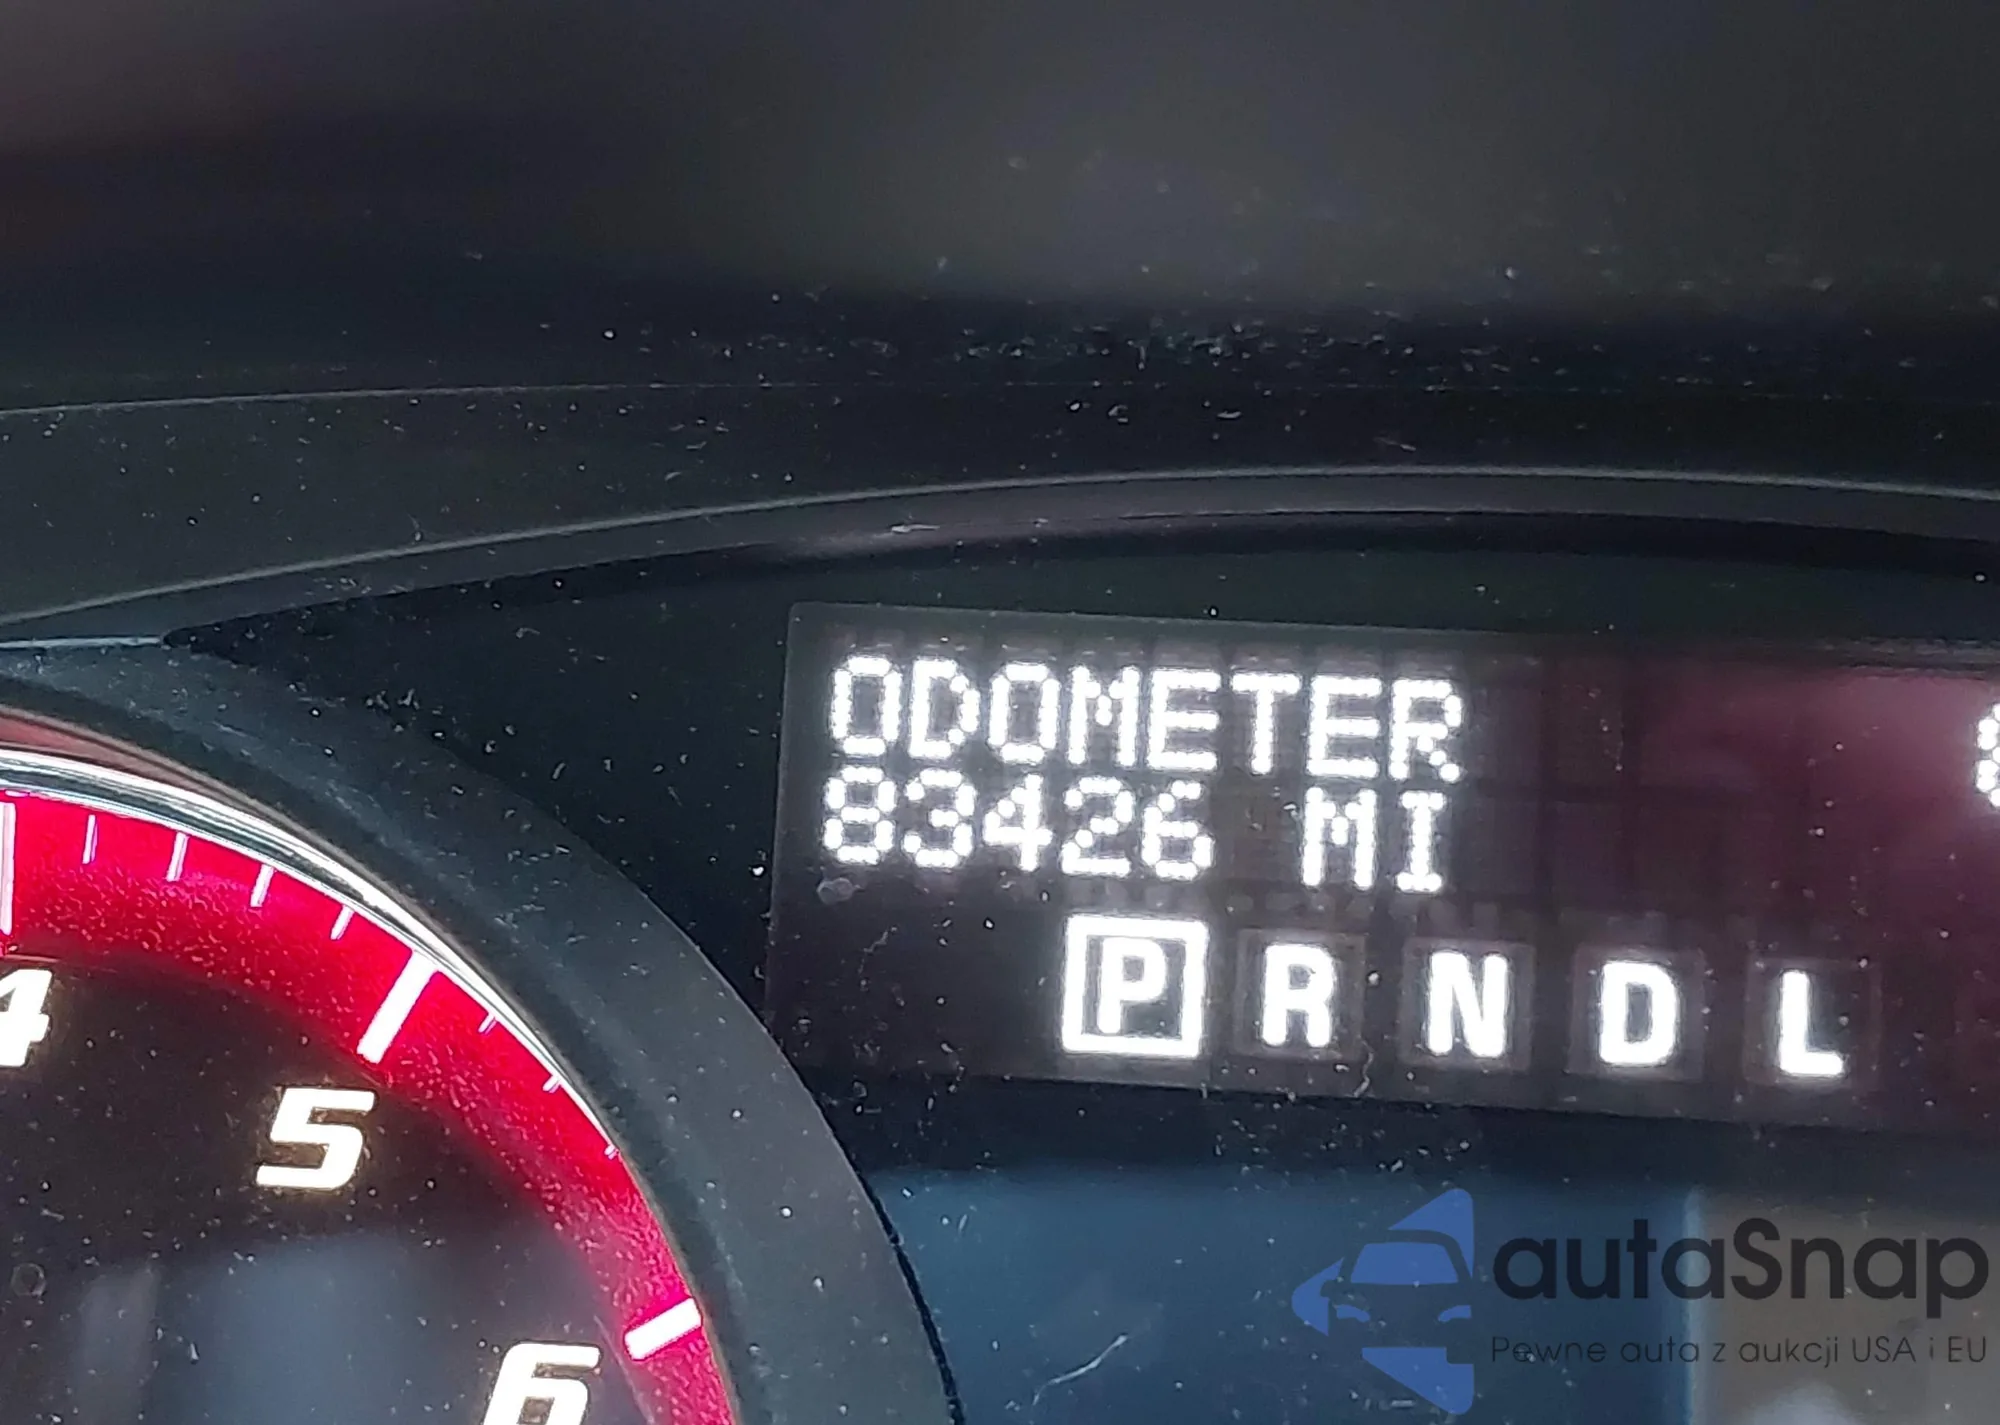 ODOMETER
83426 MI
P R N D L
4
5
6
autaSnap
Pewne auta z aukcji USA i EU